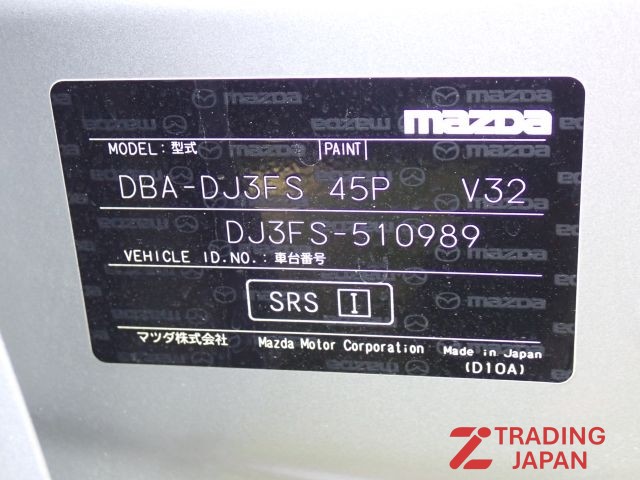 mazda
MODEL: 型式 PAINT
DBA-DJ3FS 45P V32
DJ3FS-510989
VEHICLE ID.NO.: 車台番号
SRS I
マツダ株式会社 Mazda Motor Corporation Made in Japan
(D10A)
TRADING
JAPAN